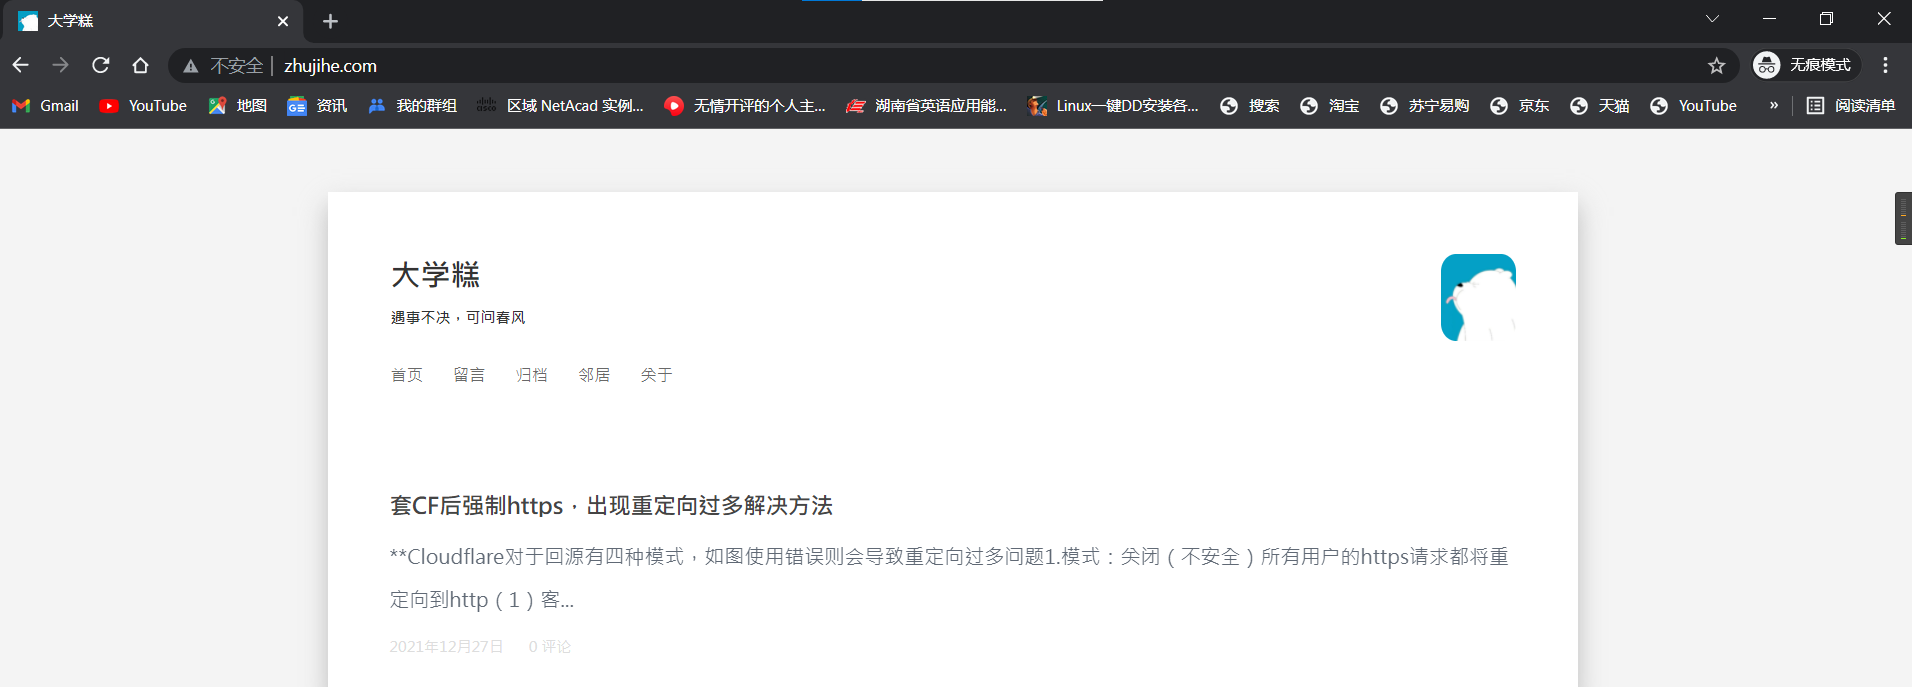 大学糕
不安全 zhujihe.com 无痕模式
Gmail YouTube 地图 资讯 我的群组 区域 NetAcad 实例... 无情开评的个人主... 湖南省英语应用能... Linux一键DD安装各... 搜索 淘宝 苏宁易购 京东 天猫 YouTube » 阅读清单
大学糕
遇事不决，可问春风
首页 留言 归档 邻居 关于
套CF后强制https，出现重定向过多解决方法
**Cloudflare对于回源有四种模式，如图使用错误则会导致重定向过多问题1.模式：关闭（不安全）所有用户的https请求都将重
定向到http（1）客...
2021年12月27日 0 评论